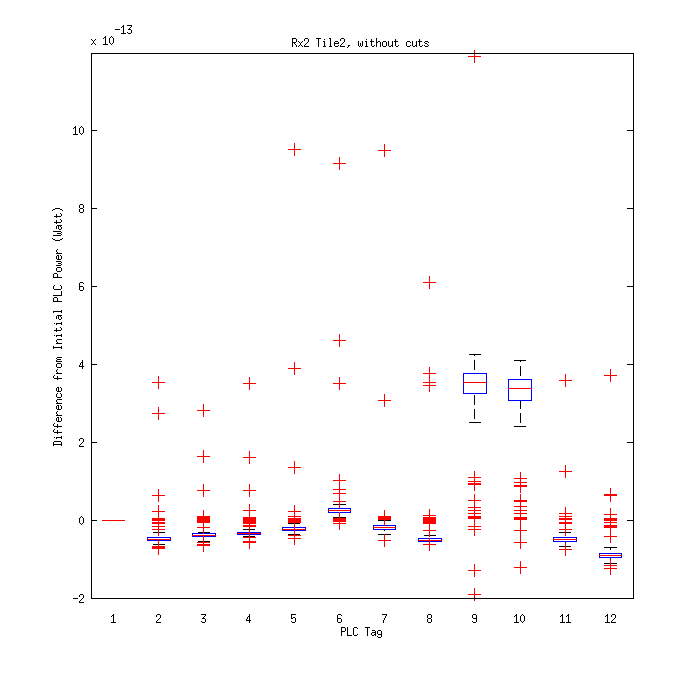 x 10-13
Rx2 Tile2, without cuts
Difference from Initial PLC Power (Watt)
10
8
6
4
2
0
-2
1 2 3 4 5 6 7 8 9 10 11 12
PLC Tag